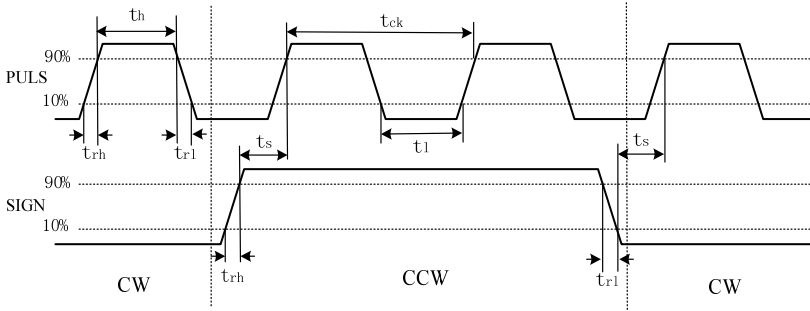 th
tck
90%
PULS
10%
trh
trl
ts
tl
ts
90%
SIGN
10%
trh
trl
CW
CCW
CW